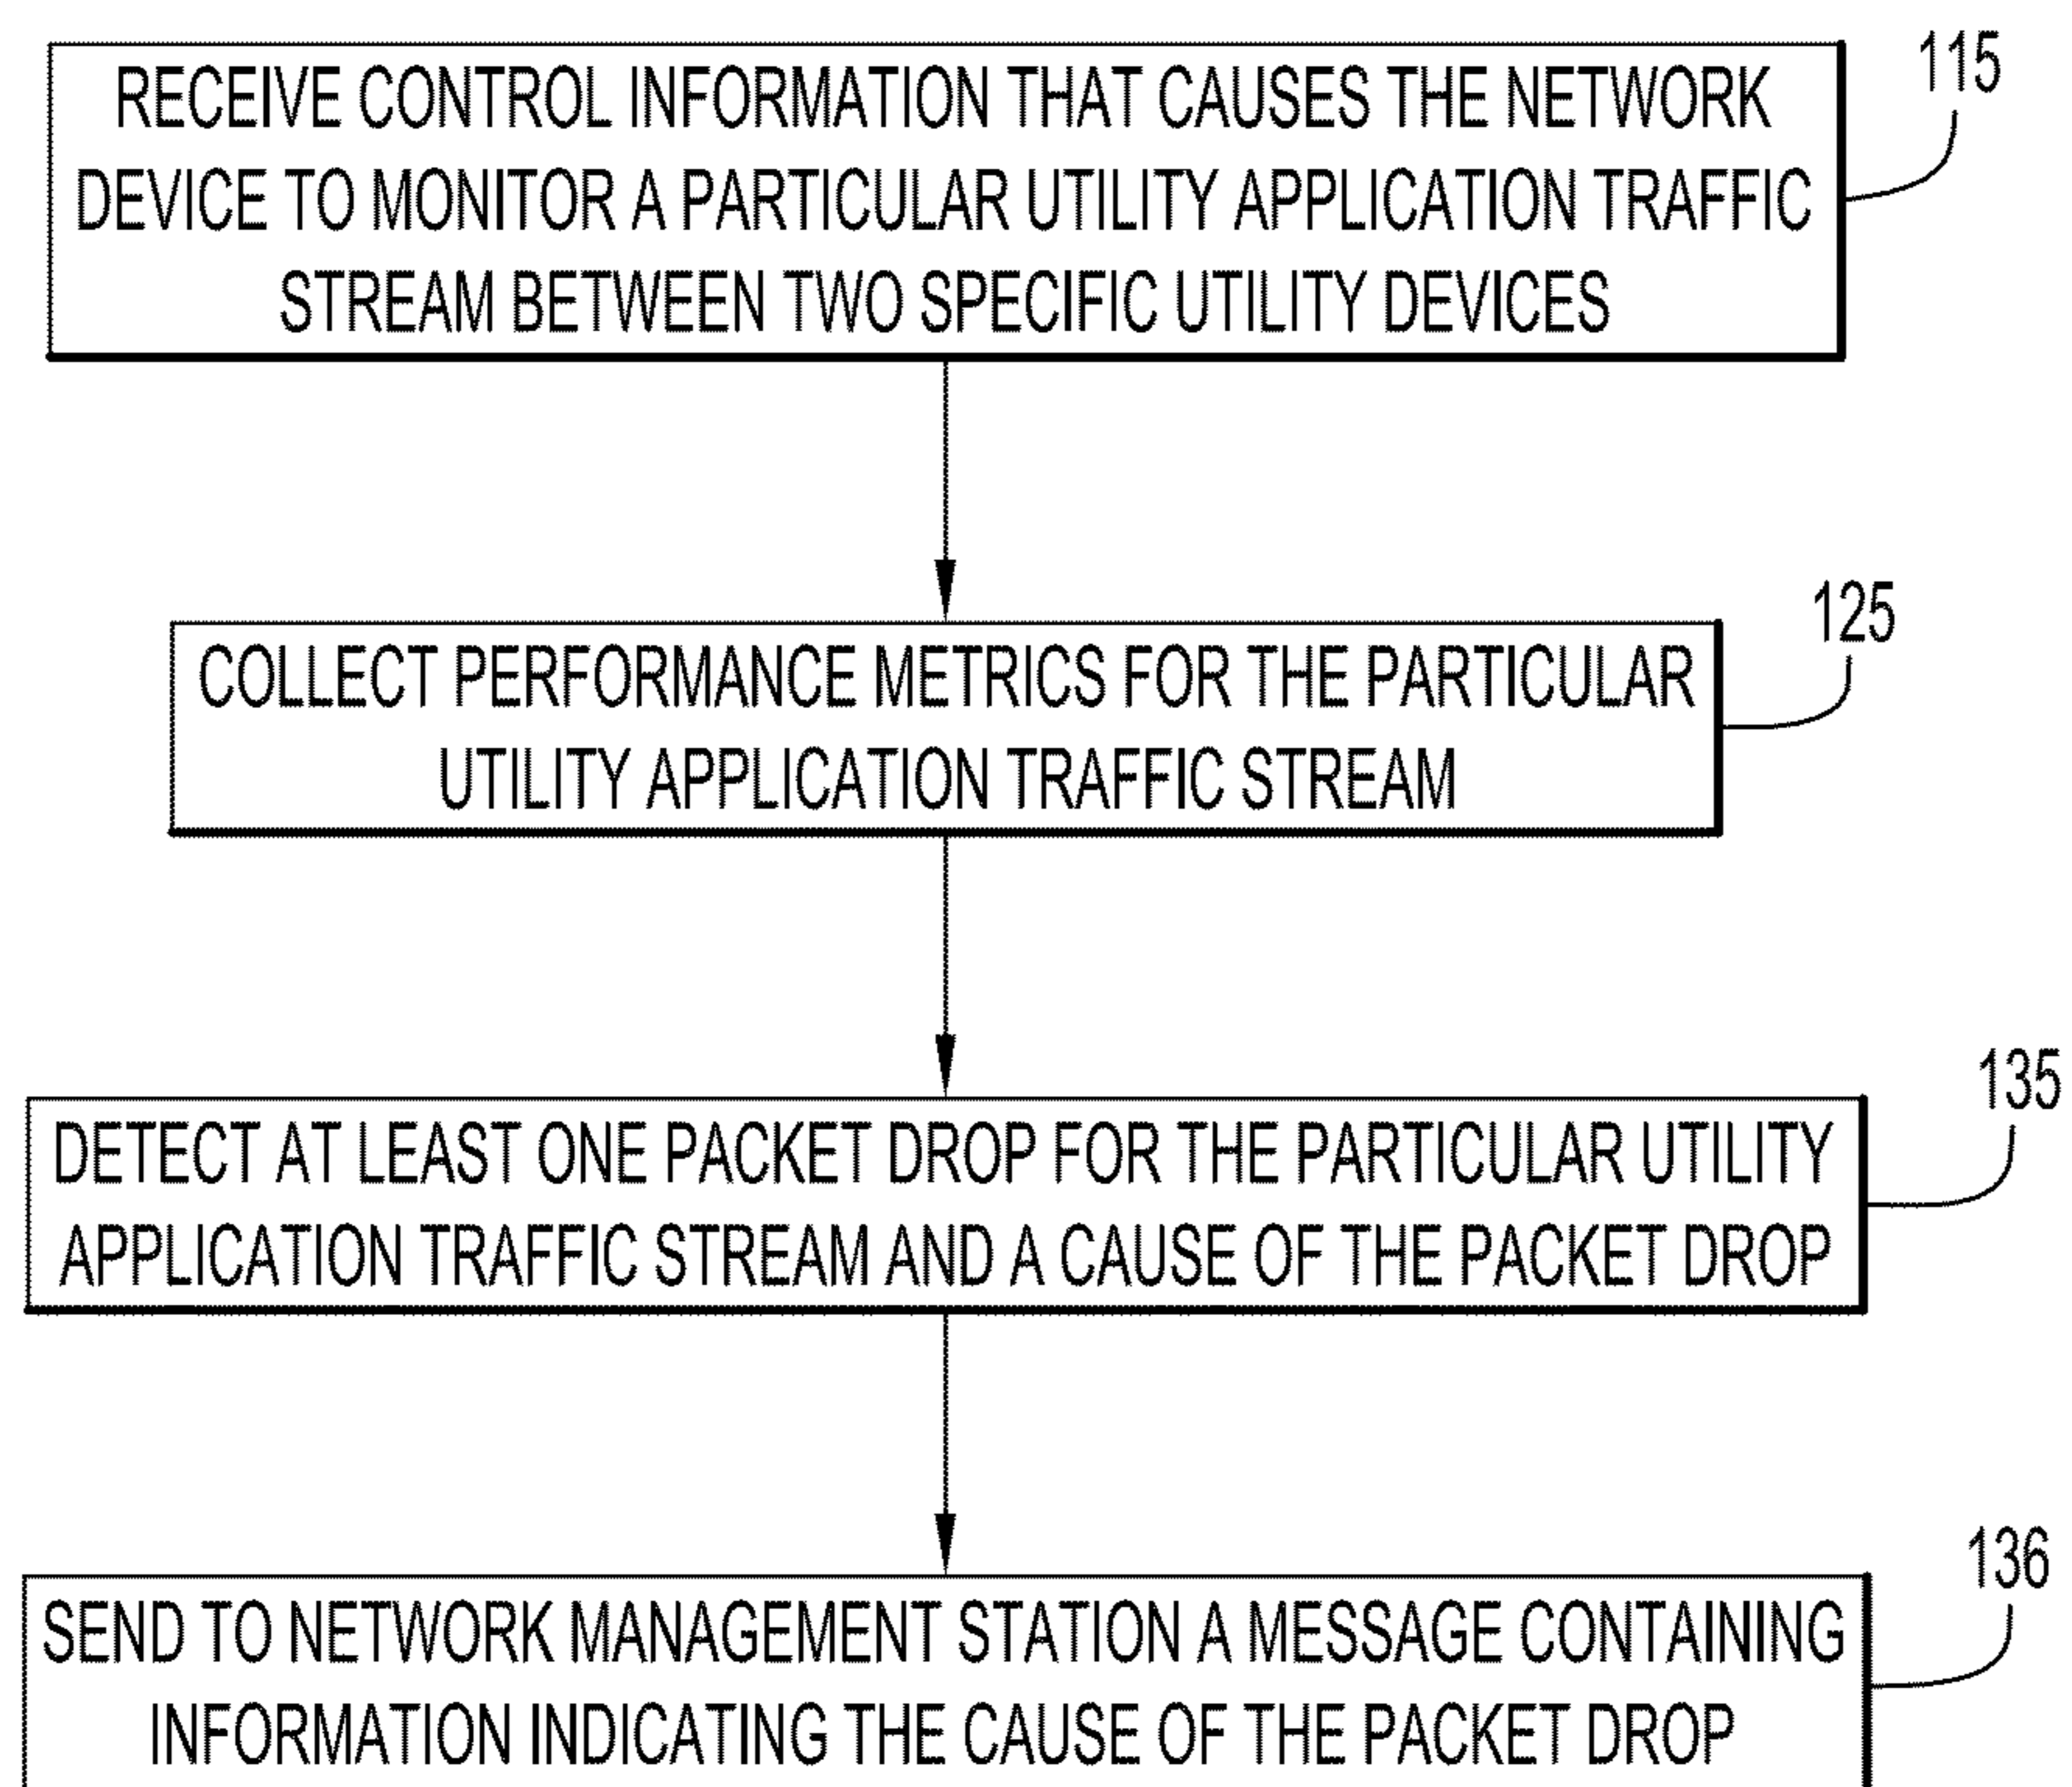 115
RECEIVE CONTROL INFORMATION THAT CAUSES THE NETWORK
DEVICE TO MONITOR A PARTICULAR UTILITY APPLICATION TRAFFIC
STREAM BETWEEN TWO SPECIFIC UTILITY DEVICES
125
COLLECT PERFORMANCE METRICS FOR THE PARTICULAR
UTILITY APPLICATION TRAFFIC STREAM
135
DETECT AT LEAST ONE PACKET DROP FOR THE PARTICULAR UTILITY
APPLICATION TRAFFIC STREAM AND A CAUSE OF THE PACKET DROP
136
SEND TO NETWORK MANAGEMENT STATION A MESSAGE CONTAINING
INFORMATION INDICATING THE CAUSE OF THE PACKET DROP